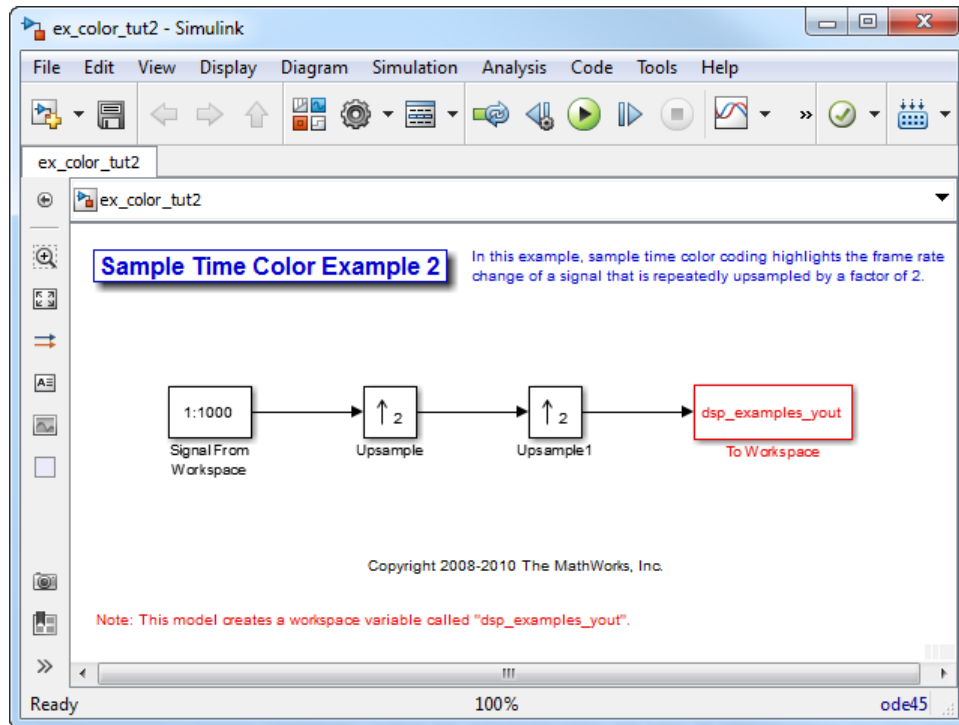 ex_color_tut2 - Simulink
File Edit View Display Diagram Simulation Analysis Code Tools Help
ex_color_tut2
ex_color_tut2
Sample Time Color Example 2
In this example, sample time color coding highlights the frame rate
change of a signal that is repeatedly upsampled by a factor of 2.
1:1000
2
2
dsp_examples_yout
Signal From
Workspace
Upsample
Upsample1
To Workspace
Copyright 2008-2010 The MathWorks, Inc.
Note: This model creates a workspace variable called "dsp_examples_yout".
Ready 100% ode45